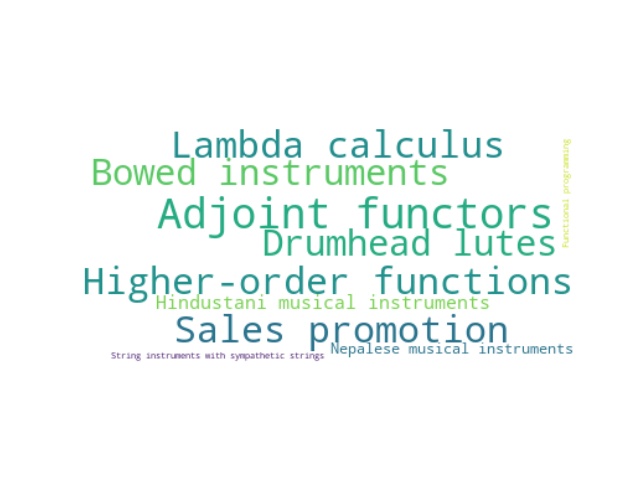 Lambda calculus
Bowed instruments
Adjoint functors
Drumhead lutes
Higher-order functions
Hindustani musical instruments
Sales promotion
Nepalese musical instruments
String instruments with sympathetic strings
Functional programming